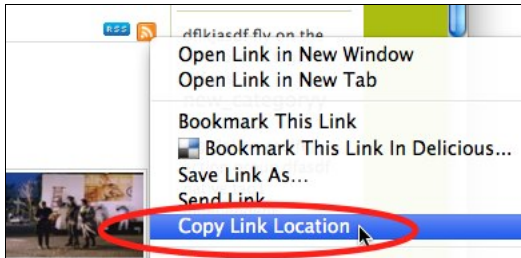 RSS
dflkjasdf fly on the
Open Link in New Window
Open Link in New Tab
new_categoryy
Bookmark This Link
Bookmark This Link In Delicious...
Save Link As...
Send Link...
Copy Link Location